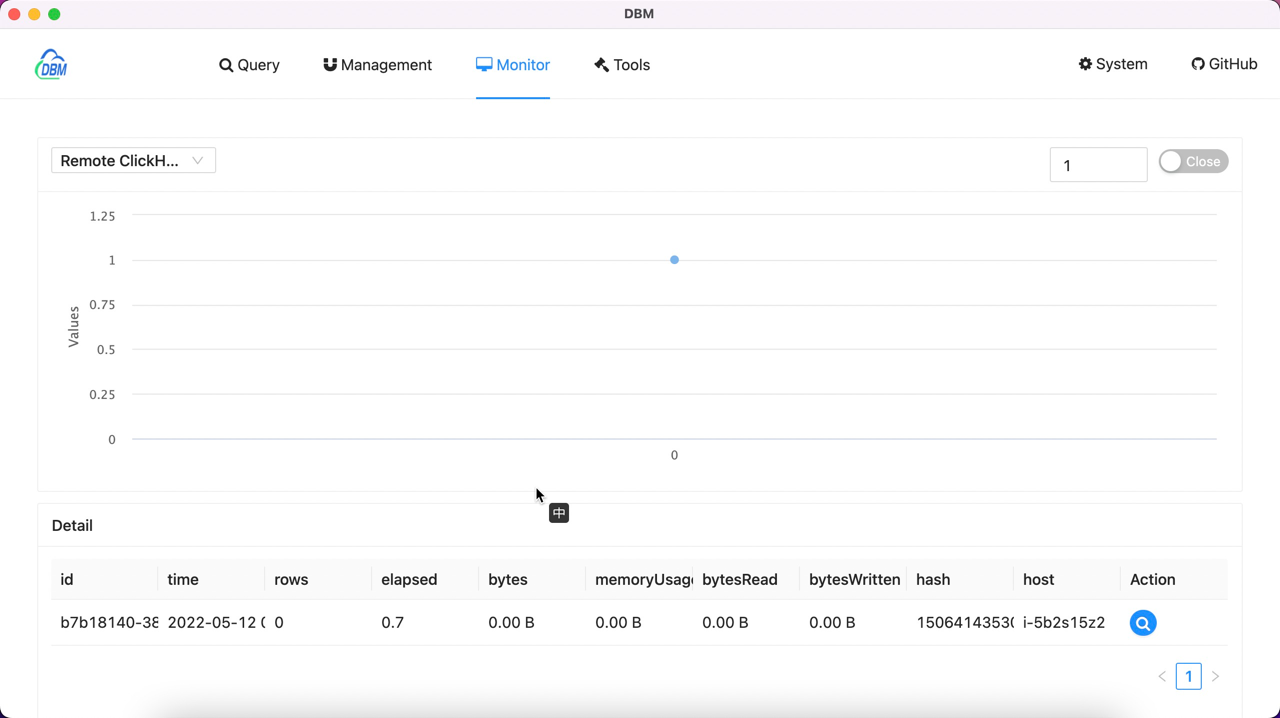 DBM
DBM
Query
Management
Monitor
Tools
System
GitHub
Remote ClickH...
1
Close
1.25
1
0.75
0.5
0.25
0
Values
0
中
Detail
id time rows elapsed bytes memoryUsage bytesRead bytesWritten hash host Action
b7b18140-38 2022-05-12 0 0.7 0.00 B 0.00 B 0.00 B 0.00 B 1506414353 i-5b2s15z2
1